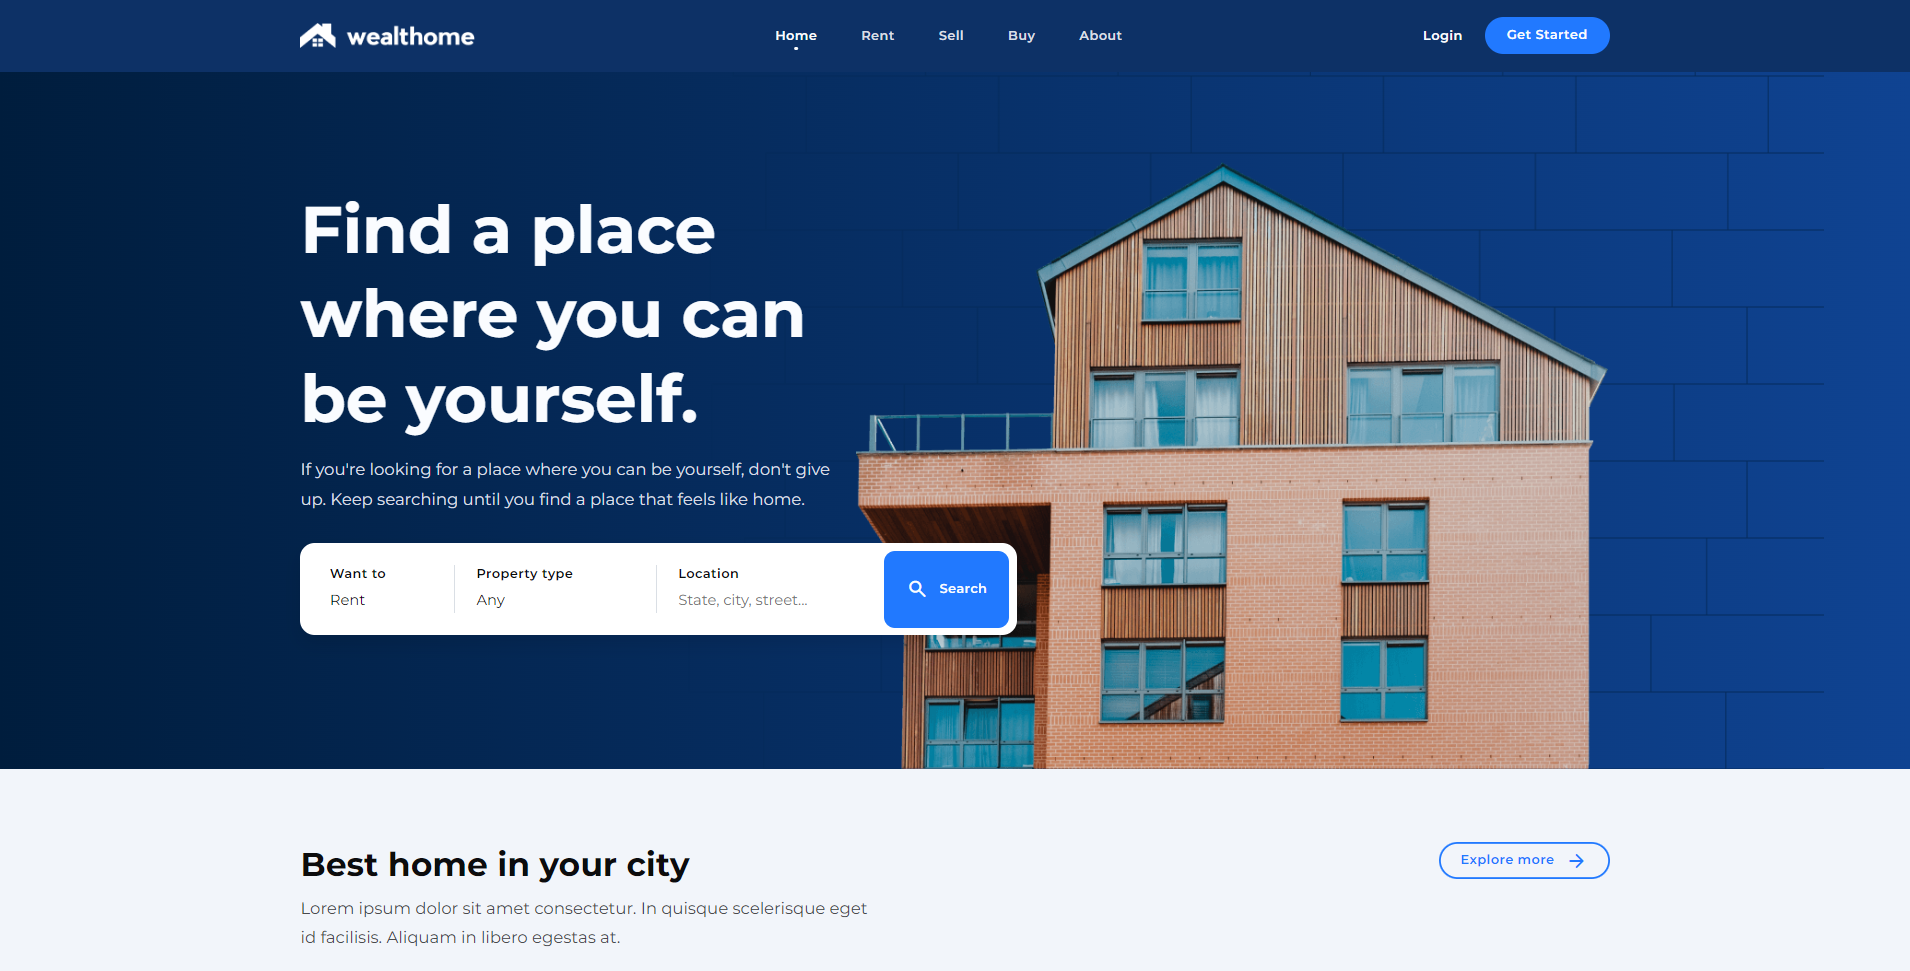 wealthome
Home Rent Sell Buy About
Login Get Started
Find a place
where you can
be yourself.
If you're looking for a place where you can be yourself, don't give
up. Keep searching until you find a place that feels like home.
Want to Property type Location
Rent Any State, city, street...
Search
Best home in your city
Explore more
Lorem ipsum dolor sit amet consectetur. In quisque scelerisque eget
id facilisis. Aliquam in libero egestas at.